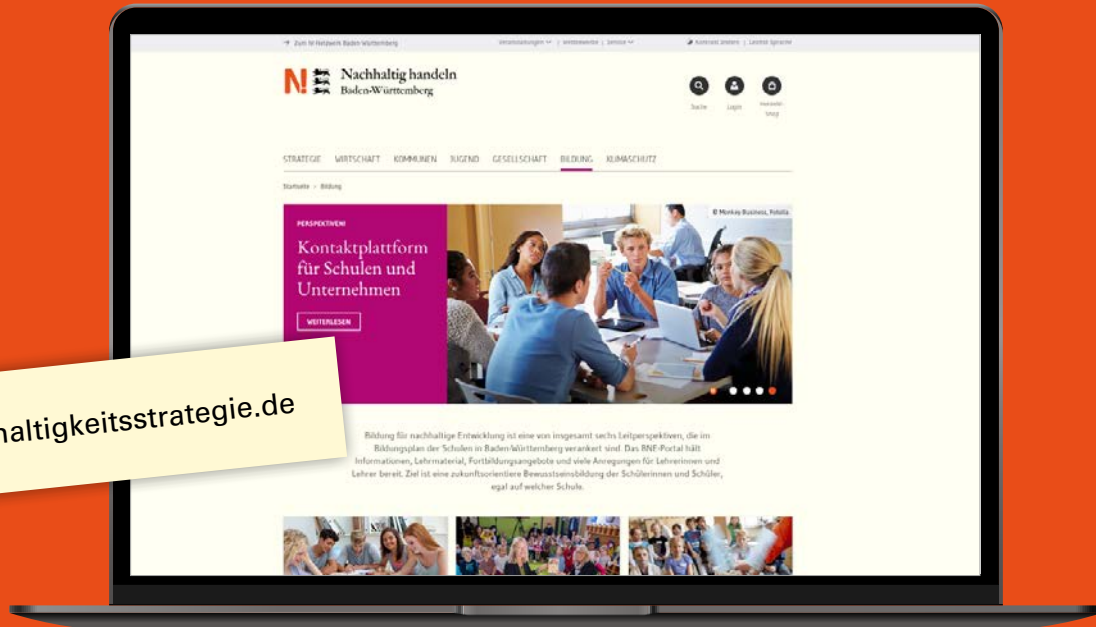 → Zum N!-Netzwerk Baden-Württemberg
Veranstaltungen | Wettbewerbe | Service
Kontrast ändern | Leichte Sprache
N! Nachhaltig handeln
Baden-Württemberg
Suche Login Shop
STRATEGIE WIRTSCHAFT KOMMUNEN JUGEND GESELLSCHAFT BILDUNG KLIMASCHUTZ
Startseite › Bildung
© Monkey Business, Fotolia
PERSPEKTIVEN!
Kontaktplattform
für Schulen und
Unternehmen
WEITERLESEN
haltigkeitsstrategie.de
Bildung für nachhaltige Entwicklung ist eine von insgesamt sechs Leitperspektiven, die im
Bildungsplan der Schulen in Baden-Württemberg verankert sind. Das BNE-Portal hält
Informationen, Lehrmaterial, Fortbildungsangebote und viele Anregungen für Lehrerinnen und
Lehrer bereit. Ziel ist eine zukunftsorientiere Bewusstseinsbildung der Schülerinnen und Schüler,
egal auf welcher Schule.